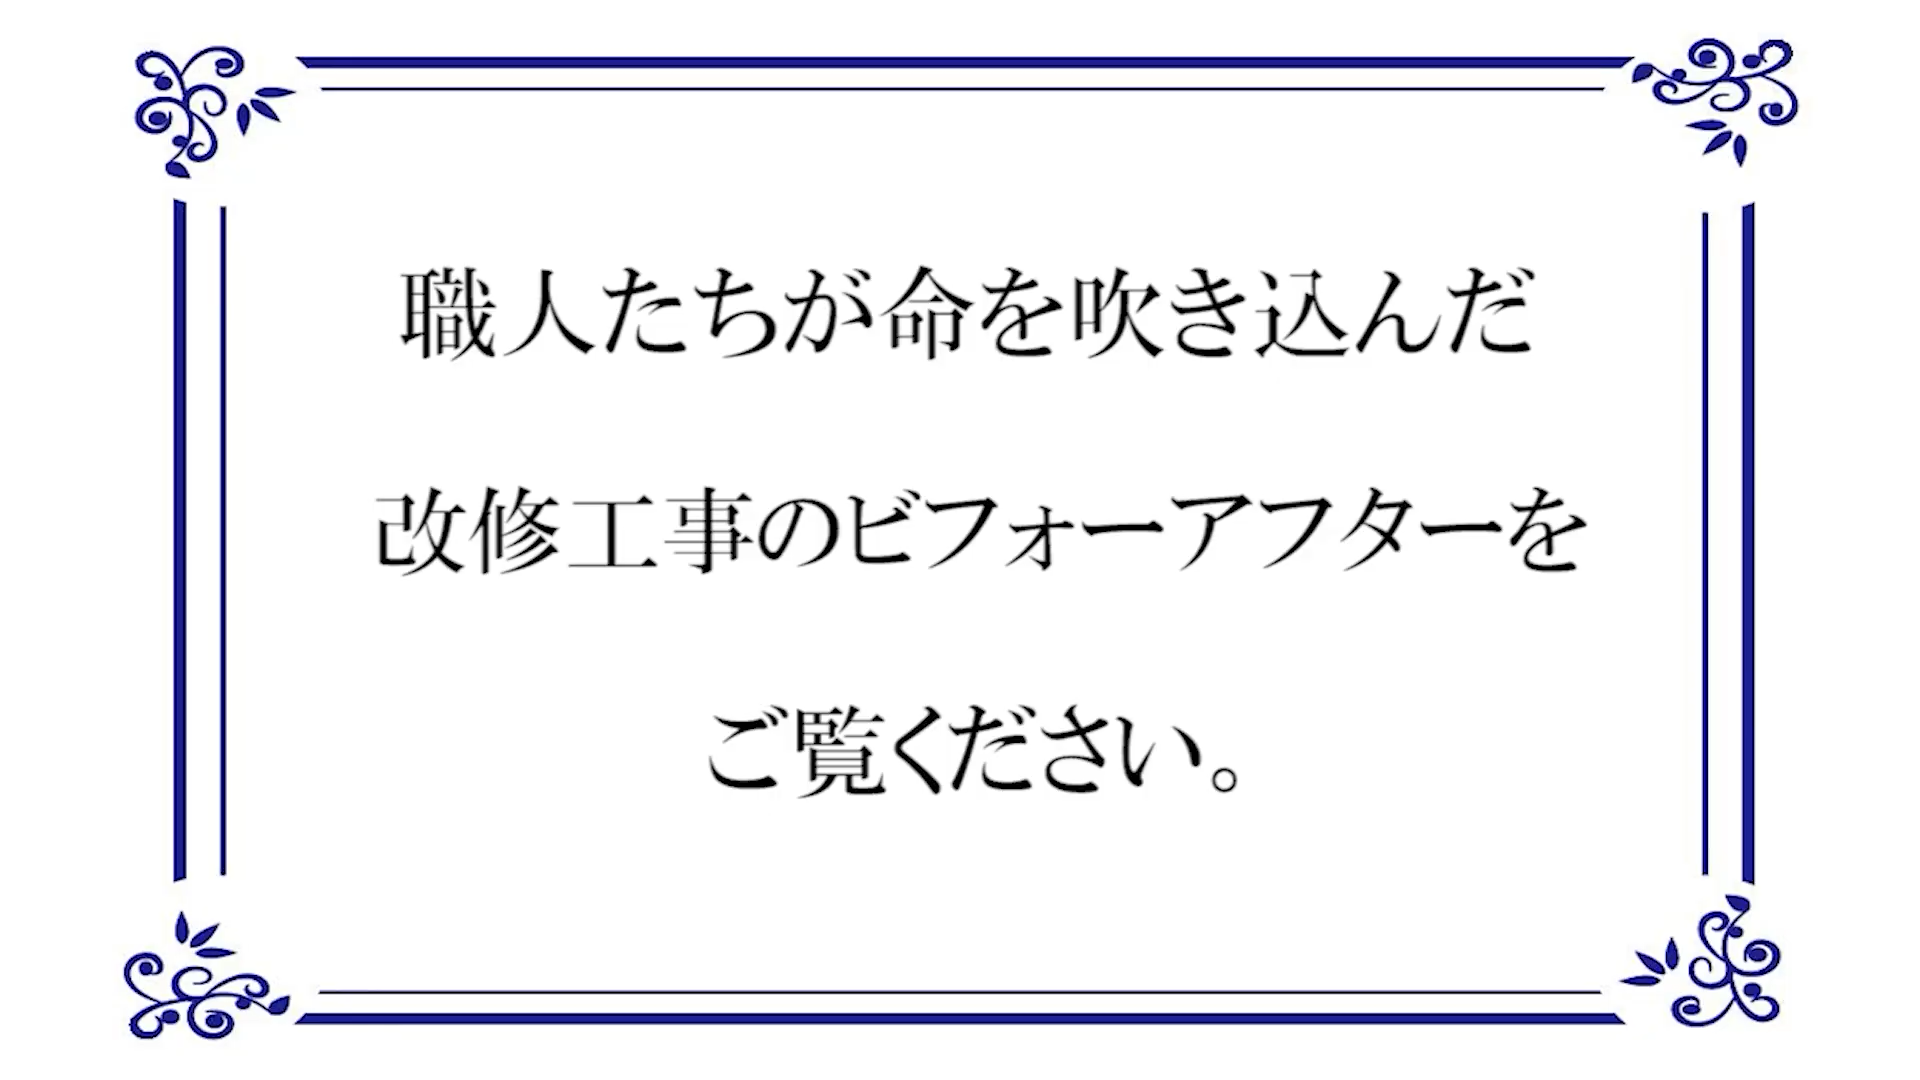 職人たちが命を吹き込んだ
改修工事のビフォーアフターを
ご覧ください。